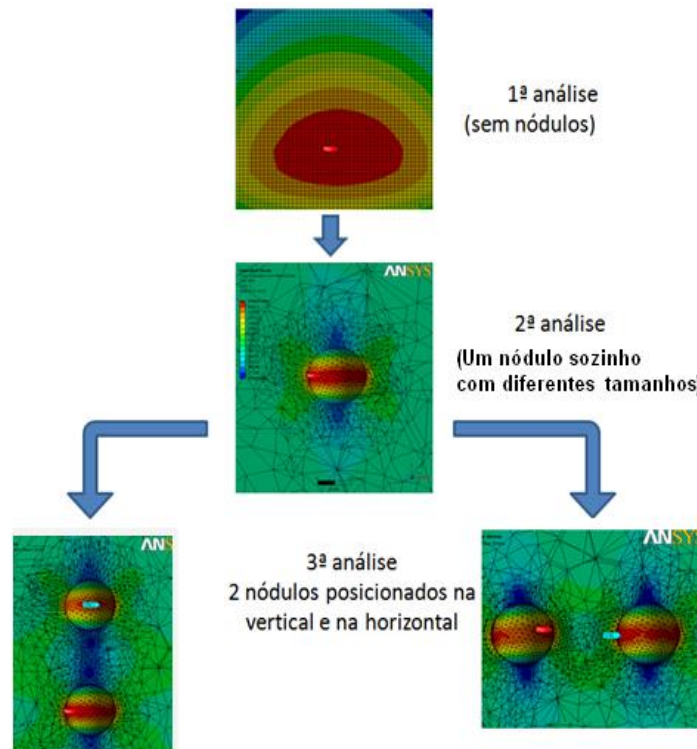 1ª análise
(sem nódulos)
ANSYS
2ª análise
(Um nódulo sozinho
com diferentes tamanhos)
ANS
ANSYS
3ª análise
2 nódulos posicionados na
vertical e na horizontal